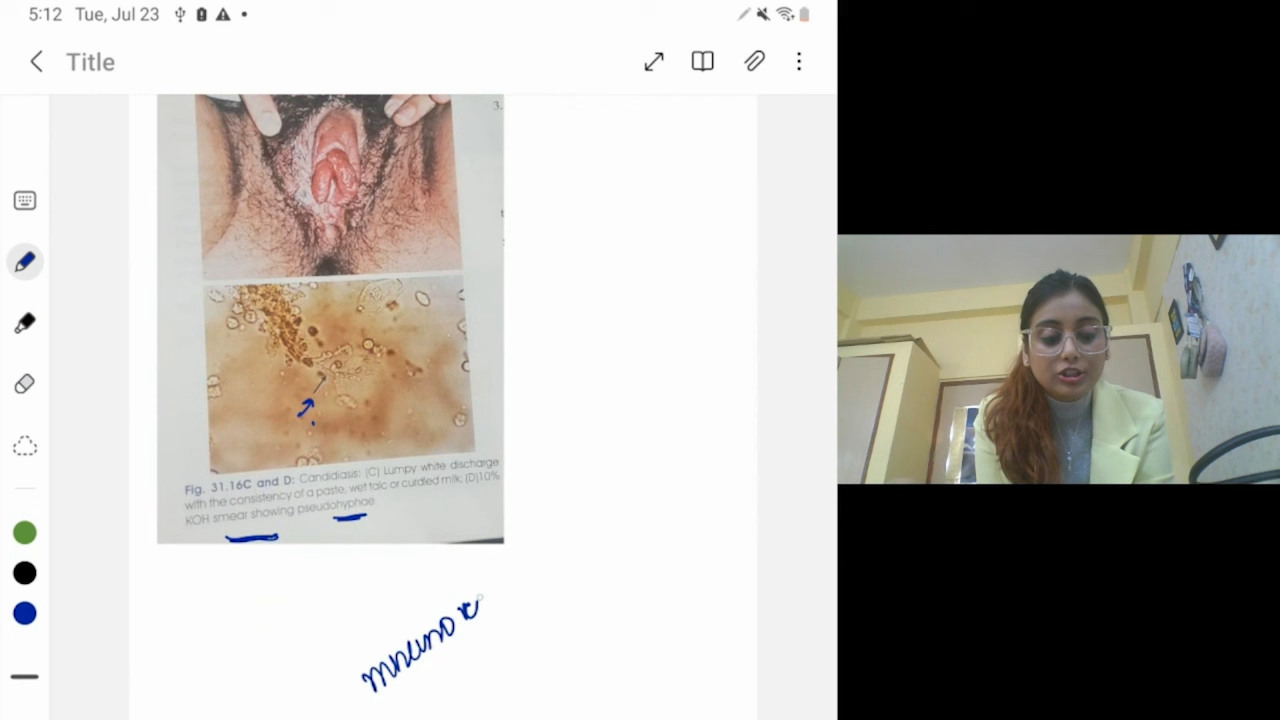 5:12 Tue, Jul 23
Title
3.
Fig. 31.16C and D: Candidiasis: (C) Lumpy white discharge
with the consistency of a paste, wet talc or curdled milk; (D)10%
KOH smear showing pseudohyphae